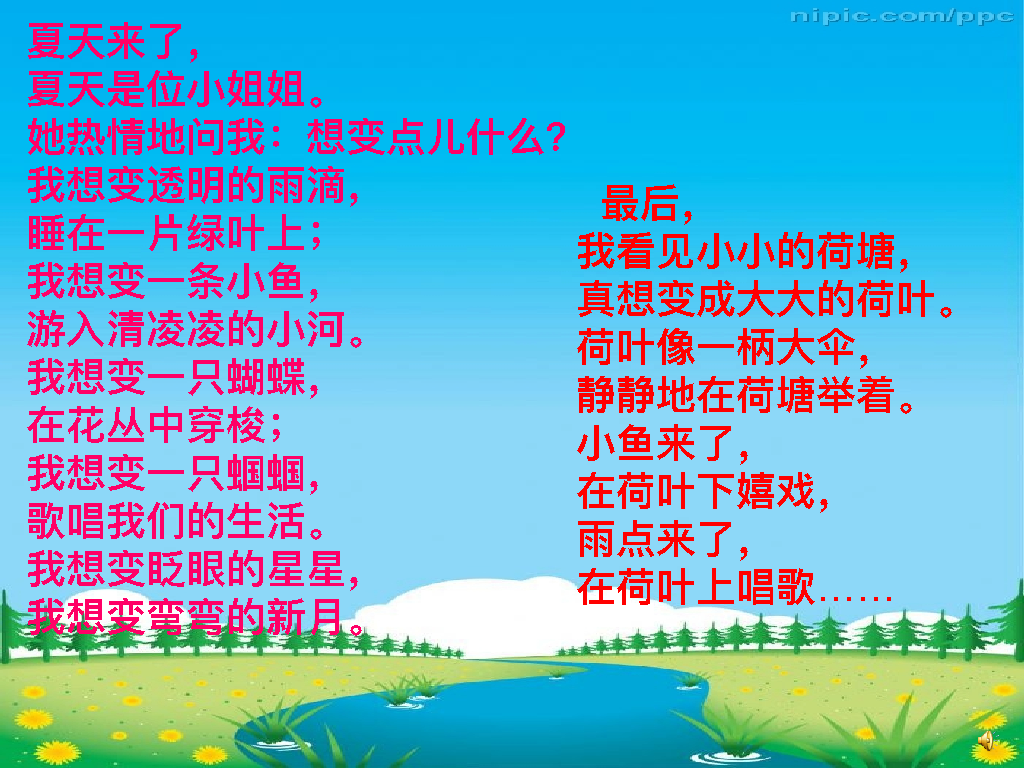 nipic.com/ppc
夏天来了，
夏天是位小姐姐。
她热情地问我：想变点儿什么？
我想变透明的雨滴，
睡在一片绿叶上；
我想变一条小鱼，
游入清凌凌的小河。
我想变一只蝴蝶，
在花丛中穿梭；
我想变一只蝈蝈，
歌唱我们的生活。
我想变眨眼的星星，
我想变弯弯的新月。
最后，
我看见小小的荷塘，
真想变成大大的荷叶。
荷叶像一柄大伞，
静静地在荷塘举着。
小鱼来了，
在荷叶下嬉戏，
雨点来了，
在荷叶上唱歌……